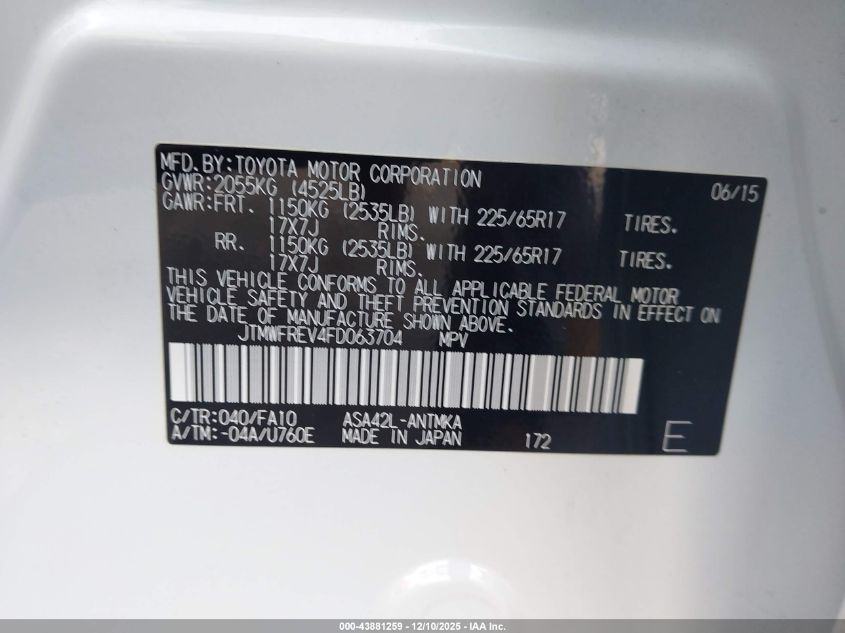 MFD.BY:TOYOTA MOTOR CORPORATION 06/15
GVWR:2055KG (4525LB)
GAWR:FRT. 1150KG (2535LB) WITH 225/65R17 TIRES.
17X7J RIMS.
RR. 1150KG (2535LB) WITH 225/65R17 TIRES.
17X7J RIMS.
THIS VEHICLE CONFORMS TO ALL APPLICABLE FEDERAL MOTOR
VEHICLE SAFETY AND THEFT PREVENTION STANDARDS IN EFFECT ON
THE DATE OF MANUFACTURE SHOWN ABOVE.
JTMWFREV4FD063704 MPV
C/TR:040/FA10 ASA42L-ANTMKA
A/TM:-04A/U760E MADE IN JAPAN 172 E
000-43881259 - 12/10/2025 - IAA Inc.